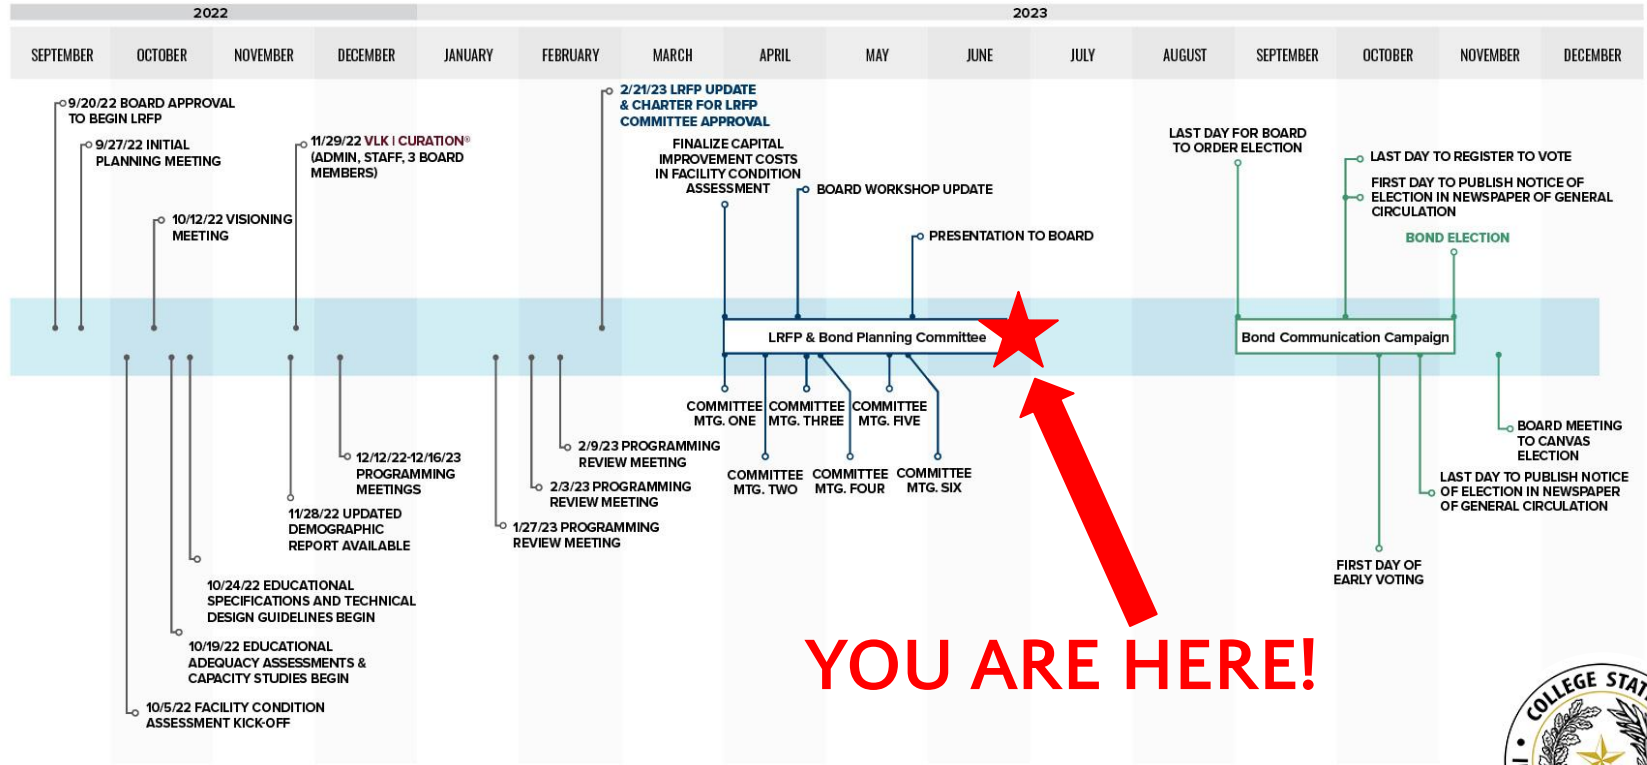 2022
2023
SEPTEMBER
OCTOBER
NOVEMBER
DECEMBER
JANUARY
FEBRUARY
MARCH
APRIL
MAY
JUNE
JULY
AUGUST
SEPTEMBER
OCTOBER
NOVEMBER
DECEMBER
9/20/22 BOARD APPROVAL
TO BEGIN LRFP
9/27/22 INITIAL
PLANNING MEETING
10/12/22 VISIONING
MEETING
11/29/22 VLK | CURATION®
(ADMIN, STAFF, 3 BOARD
MEMBERS)
2/21/23 LRFP UPDATE
& CHARTER FOR LRFP
COMMITTEE APPROVAL
FINALIZE CAPITAL
IMPROVEMENT COSTS
IN FACILITY CONDITION
ASSESSMENT
BOARD WORKSHOP UPDATE
PRESENTATION TO BOARD
LAST DAY FOR BOARD
TO ORDER ELECTION
LAST DAY TO REGISTER TO VOTE
FIRST DAY TO PUBLISH NOTICE OF
ELECTION IN NEWSPAPER OF GENERAL
CIRCULATION
BOND ELECTION
LRFP & Bond Planning Committee
Bond Communication Campaign
COMMITTEE
MTG. ONE
COMMITTEE
MTG. THREE
COMMITTEE
MTG. FIVE
COMMITTEE
MTG. TWO
COMMITTEE
MTG. FOUR
COMMITTEE
MTG. SIX
2/9/23 PROGRAMMING
REVIEW MEETING
2/3/23 PROGRAMMING
REVIEW MEETING
1/27/23 PROGRAMMING
REVIEW MEETING
12/12/22-12/16/23
PROGRAMMING
MEETINGS
11/28/22 UPDATED
DEMOGRAPHIC
REPORT AVAILABLE
10/24/22 EDUCATIONAL
SPECIFICATIONS AND TECHNICAL
DESIGN GUIDELINES BEGIN
10/19/22 EDUCATIONAL
ADEQUACY ASSESSMENTS &
CAPACITY STUDIES BEGIN
10/5/22 FACILITY CONDITION
ASSESSMENT KICK-OFF
BOARD MEETING
TO CANVAS
ELECTION
LAST DAY TO PUBLISH NOTICE
OF ELECTION IN NEWSPAPER
OF GENERAL CIRCULATION
FIRST DAY OF
EARLY VOTING
YOU ARE HERE!
COLLEGE STAT